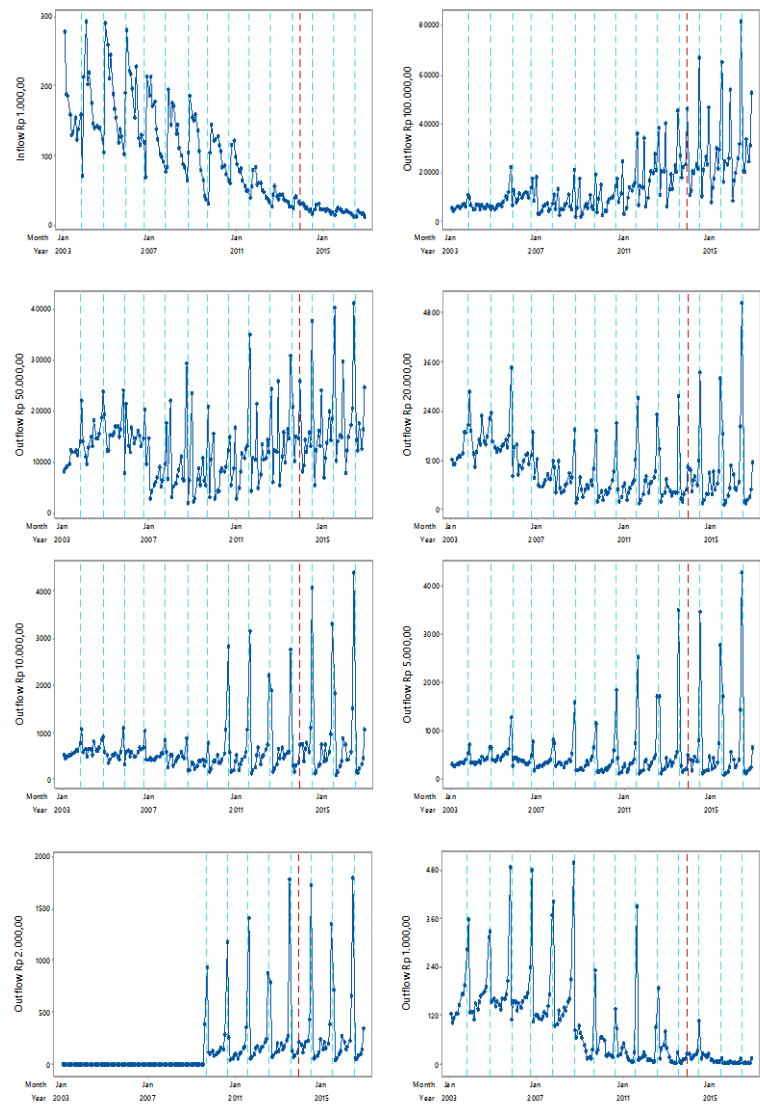 Inflow Rp 1.000,00
300
200
100
0
Month Jan Jan Jan Jan
Year 2003 2007 2011 2015
Outflow Rp 100.000,00
80000
60000
40000
20000
0
Month Jan Jan Jan Jan
Year 2003 2007 2011 2015
Outflow Rp 50.000,00
40000
30000
20000
10000
0
Month Jan Jan Jan Jan
Year 2003 2007 2011 2015
Outflow Rp 20.000,00
4800
3600
2400
1200
0
Month Jan Jan Jan Jan
Year 2003 2007 2011 2015
Outflow Rp 10.000,00
4000
3000
2000
1000
0
Month Jan Jan Jan Jan
Year 2003 2007 2011 2015
Outflow Rp 5.000,00
4000
3000
2000
1000
0
Month Jan Jan Jan Jan
Year 2003 2007 2011 2015
Outflow Rp 2.000,00
2000
1500
1000
500
0
Month Jan Jan Jan Jan
Year 2003 2007 2011 2015
Outflow Rp 1.000,00
480
360
240
120
0
Month Jan Jan Jan Jan
Year 2003 2007 2011 2015